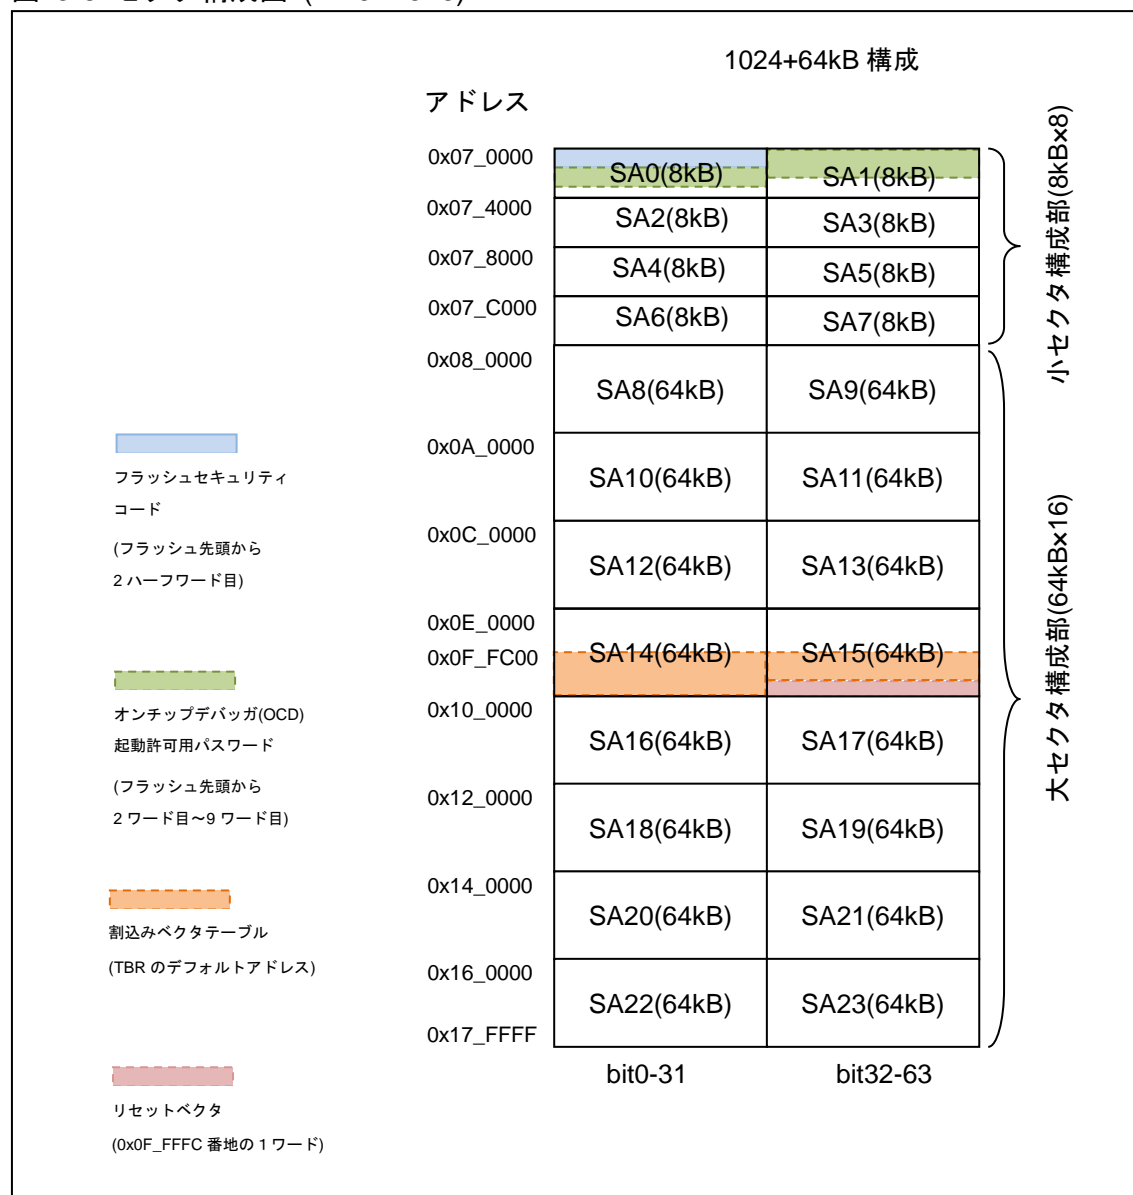 1024+64kB 構成
アドレス
0x07_0000
SA0(8kB)
SA1(8kB)
0x07_4000
SA2(8kB)
SA3(8kB)
0x07_8000
SA4(8kB)
SA5(8kB)
0x07_C000
SA6(8kB)
SA7(8kB)
小セクタ構成部(8kB×8)
0x08_0000
SA8(64kB)
SA9(64kB)
0x0A_0000
SA10(64kB)
SA11(64kB)
0x0C_0000
SA12(64kB)
SA13(64kB)
0x0E_0000
0x0F_FC00
SA14(64kB)
SA15(64kB)
0x10_0000
SA16(64kB)
SA17(64kB)
0x12_0000
SA18(64kB)
SA19(64kB)
0x14_0000
SA20(64kB)
SA21(64kB)
0x16_0000
SA22(64kB)
SA23(64kB)
0x17_FFFF
大セクタ構成部(64kB×16)
bit0-31
bit32-63
フラッシュセキュリティ
コード
(フラッシュ先頭から
2 ハーフワード目)
オンチップデバッガ(OCD)
起動許可用パスワード
(フラッシュ先頭から
2 ワード目～9 ワード目)
割込みベクタテーブル
(TBR のデフォルトアドレス)
リセットベクタ
(0x0F_FFFC 番地の 1 ワード)